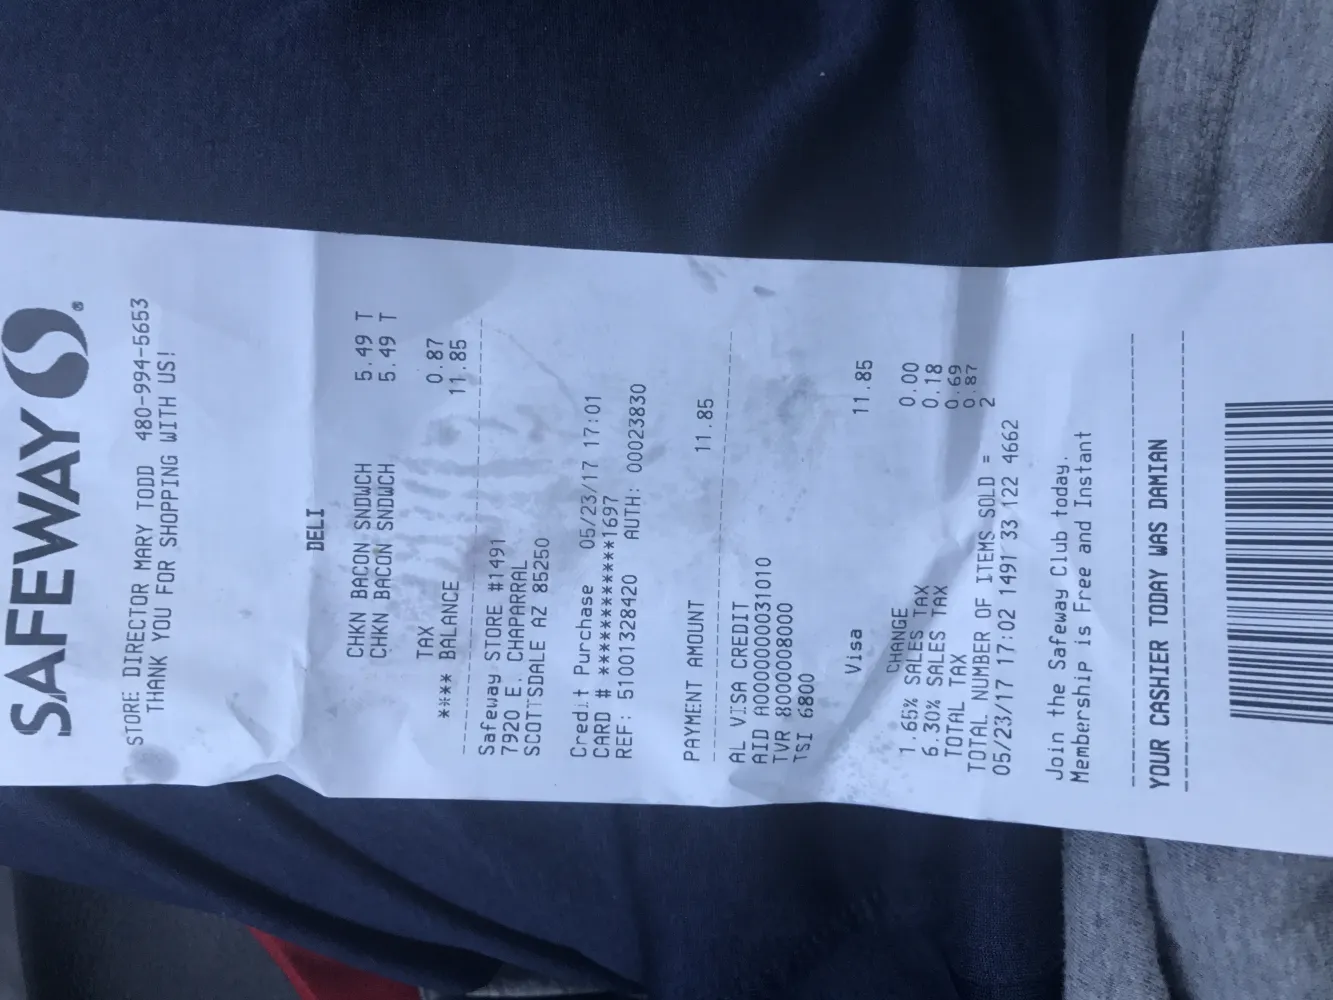 SAFEWAY ®
STORE DIRECTOR MARY TODD 480-994-5653
THANK YOU FOR SHOPPING WITH US!
DELI
CHKN BACON SNDWCH 5.49 T
CHKN BACON SNDWCH 5.49 T
TAX 0.87
**** BALANCE 11.85
Safeway STORE #1491
7920 E. CHAPARRAL
SCOTTSDALE AZ 85250
Credit Purchase 05/23/17 17:01
CARD # ************1697
REF: 51001328420 AUTH: 00023830
PAYMENT AMOUNT 11.85
AL VISA CREDIT
AID A0000000031010
TVR 8000008000
TSI 6800
Visa 11.85
CHANGE 0.00
1.65% SALES TAX 0.18
6.30% SALES TAX 0.69
TOTAL TAX 0.87
TOTAL NUMBER OF ITEMS SOLD = 2
05/23/17 17:02 1491 33 122 4662
Join the Safeway Club today.
Membership is Free and Instant
YOUR CASHIER TODAY WAS DAMIAN